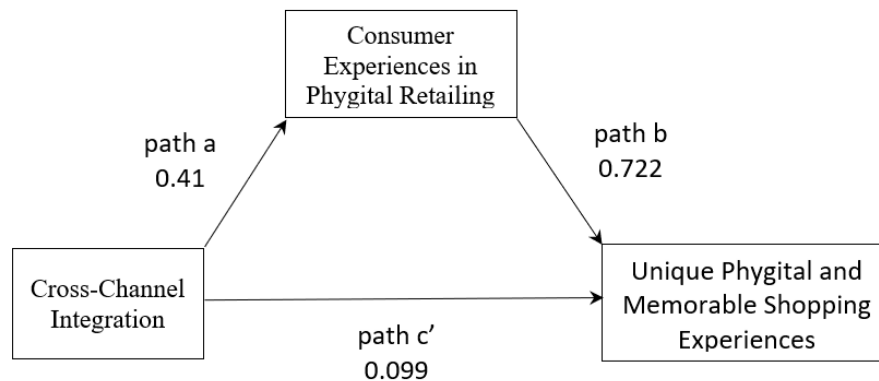 Consumer
Experiences in
Phygital Retailing
path a
0.41
path b
0.722
Cross-Channel
Integration
path c’
0.099
Unique Phygital and
Memorable Shopping
Experiences